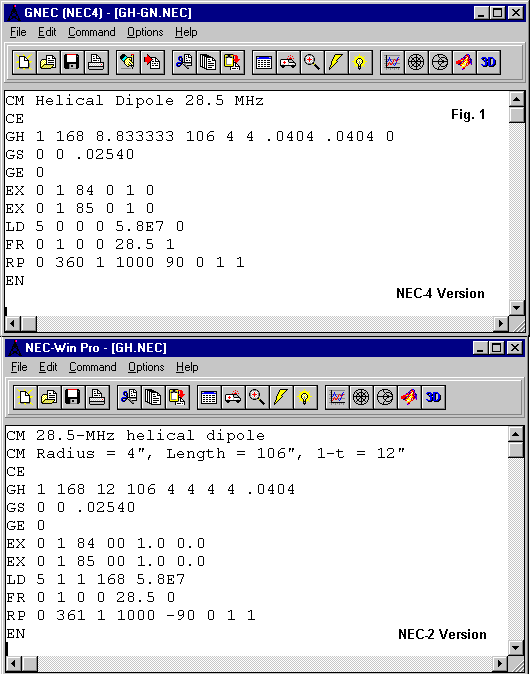 GNEC (NEC4) - [GH-GN.NEC]
File Edit Command Options Help
3D
CM Helical Dipole 28.5 MHz
CE
Fig. 1
GH 1 168 8.833333 106 4 4 .0404 .0404 0
GS 0 0 .02540
GE 0
EX 0 1 84 0 1 0
EX 0 1 85 0 1 0
LD 5 0 0 0 5.8E7 0
FR 0 1 0 0 28.5 1
RP 0 360 1 1000 90 0 1 1
EN
NEC-4 Version
NEC-Win Pro - [GH.NEC]
File Edit Command Options Help
3D
CM 28.5-MHz helical dipole
CM Radius = 4", Length = 106", 1-t = 12"
CE
GH 1 168 12 106 4 4 4 4 .0404
GS 0 0 .02540
GE 0
EX 0 1 84 00 1.0 0.0
EX 0 1 85 00 1.0 0.0
LD 5 1 1 168 5.8E7
FR 0 1 0 0 28.5 0
RP 0 361 1 1000 -90 0 1 1
EN
NEC-2 Version